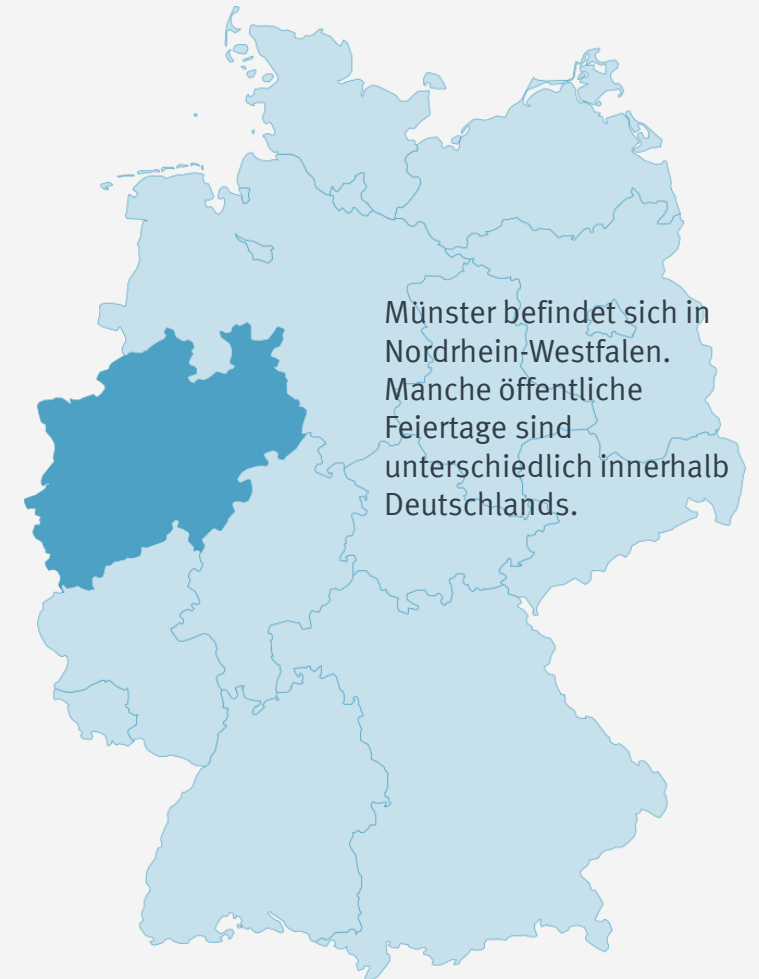 Münster befindet sich in
Nordrhein-Westfalen.
Manche öffentliche
Feiertage sind
unterschiedlich innerhalb
Deutschlands.